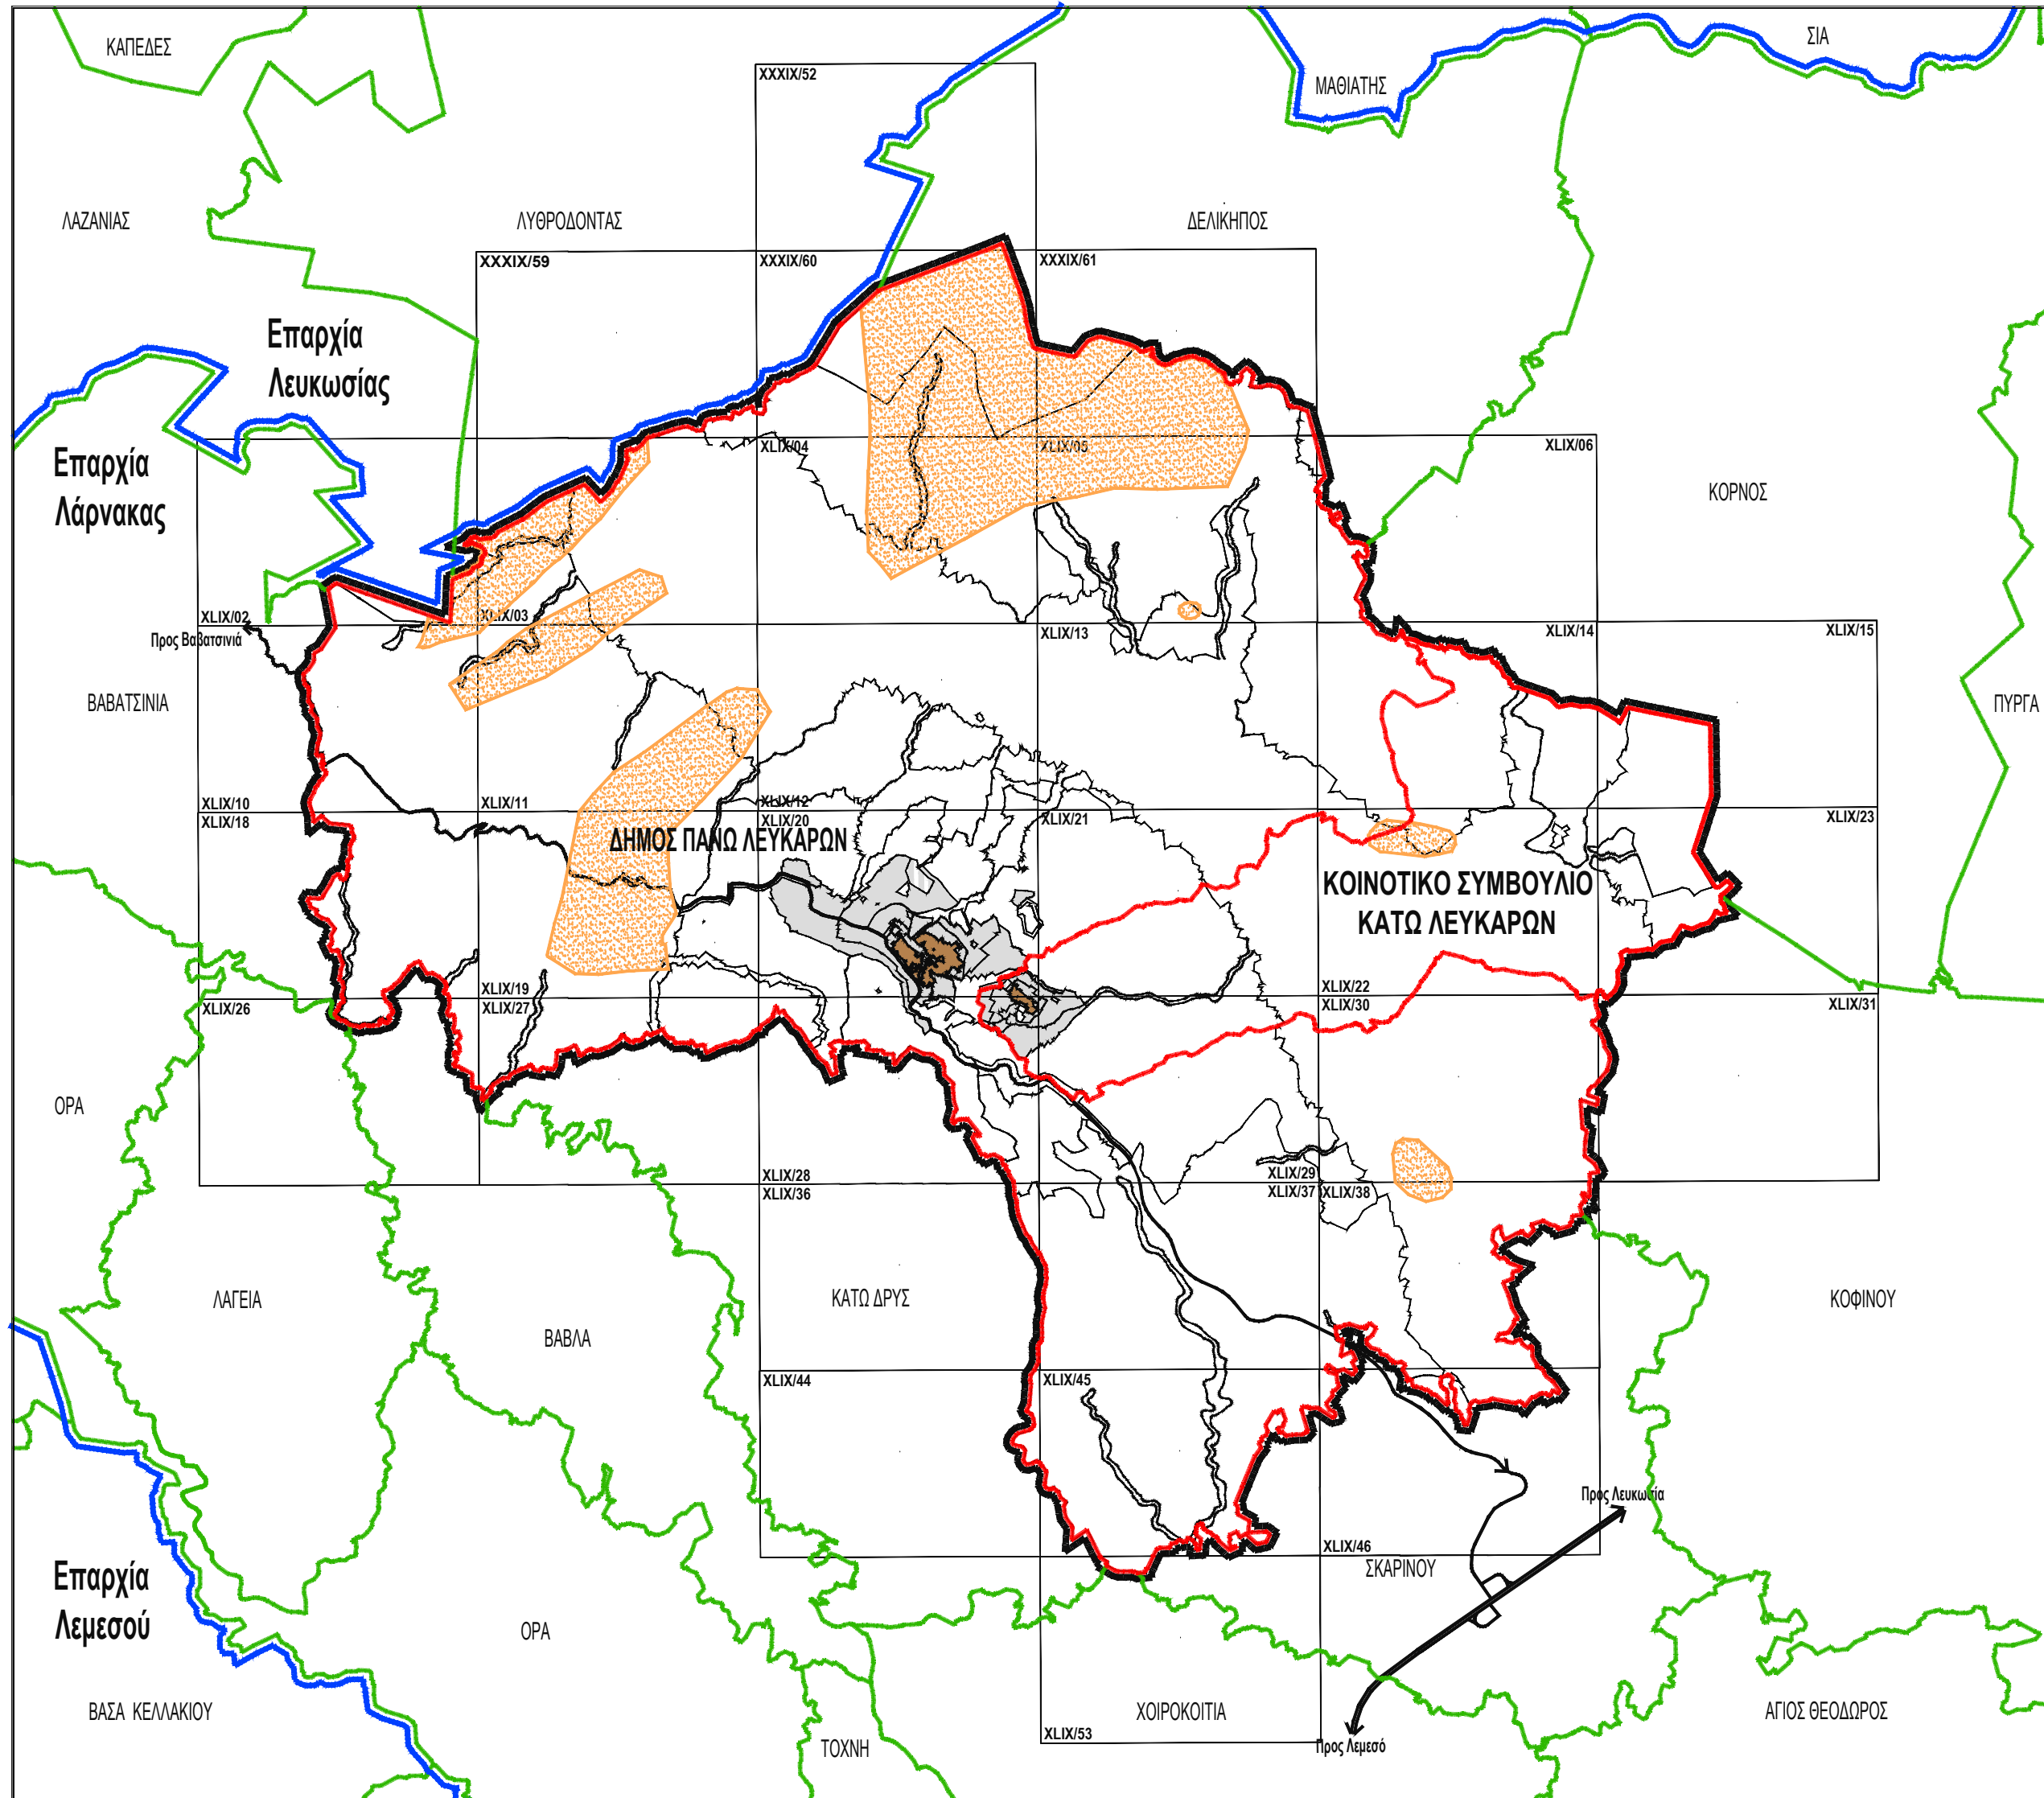 ΚΑΠΕΔΕΣ
ΣΙΑ
ΜΑΘΙΑΤΗΣ
XXXIX/52
ΛΑΖΑΝΙΑΣ
ΛΥΘΡΟΔΟΝΤΑΣ
ΔΕΛΙΚΗΠΟΣ
XXXIX/59
XXXIX/60
XXXIX/61
Επαρχία
Λευκωσίας
Επαρχία
Λάρνακας
XLIX/04
XLIX/05
XLIX/06
ΚΟΡΝΟΣ
XLIX/02
XLIX/03
Προς Βαβατσινιά
XLIX/13
XLIX/14
XLIX/15
ΒΑΒΑΤΣΙΝΙΑ
ΠΥΡΓΑ
XLIX/10
XLIX/11
XLIX/12
XLIX/18
XLIX/20
XLIX/21
XLIX/23
ΔΗΜΟΣ ΠΑΝΩ ΛΕΥΚΑΡΩΝ
ΚΟΙΝΟΤΙΚΟ ΣΥΜΒΟΥΛΙΟ
ΚΑΤΩ ΛΕΥΚΑΡΩΝ
XLIX/19
XLIX/22
XLIX/26
XLIX/27
XLIX/30
XLIX/31
ΟΡΑ
XLIX/28
XLIX/29
XLIX/36
XLIX/37
XLIX/38
ΛΑΓΕΙΑ
ΚΑΤΩ ΔΡΥΣ
ΚΟΦΙΝΟΥ
ΒΑΒΛΑ
XLIX/44
XLIX/45
Προς Λευκωσία
XLIX/46
ΣΚΑΡΙΝΟΥ
Επαρχία
Λεμεσού
ΟΡΑ
ΒΑΣΑ ΚΕΛΛΑΚΙΟΥ
ΧΟΙΡΟΚΟΙΤΙΑ
ΑΓΙΟΣ ΘΕΟΔΩΡΟΣ
XLIX/53
ΤΟΧΝΗ
Προς Λεμεσό